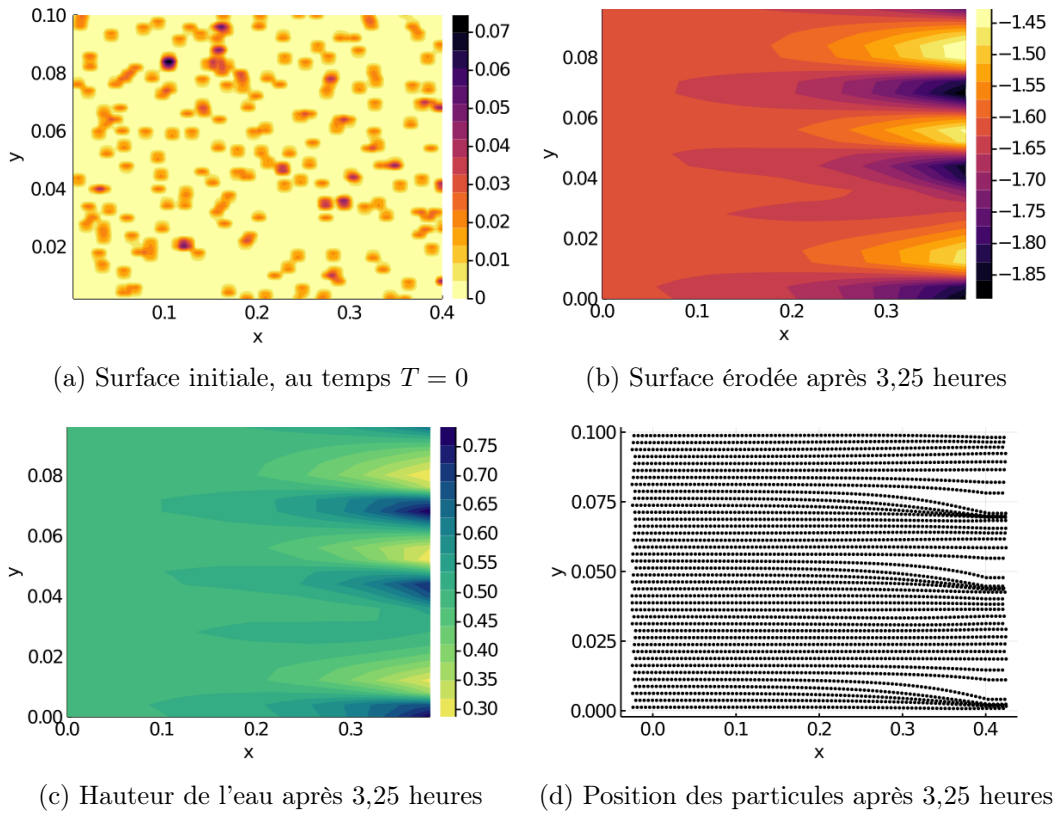 0.10
0.08
0.06
0.04
0.02
0.1 0.2 0.3 0.4
x
y
0.07
0.06
0.05
0.04
0.03
0.02
0.01
0
(a) Surface initiale, au temps T = 0
0.08
0.06
0.04
0.02
0.00
0.0 0.1 0.2 0.3
x
y
−1.45
−1.50
−1.55
−1.60
−1.65
−1.70
−1.75
−1.80
−1.85
(b) Surface érodée après 3,25 heures
0.08
0.06
0.04
0.02
0.00
0.0 0.1 0.2 0.3
x
y
0.75
0.70
0.65
0.60
0.55
0.50
0.45
0.40
0.35
0.30
(c) Hauteur de l'eau après 3,25 heures
0.100
0.075
0.050
0.025
0.000
0.0 0.1 0.2 0.3 0.4
x
y
(d) Position des particules après 3,25 heures